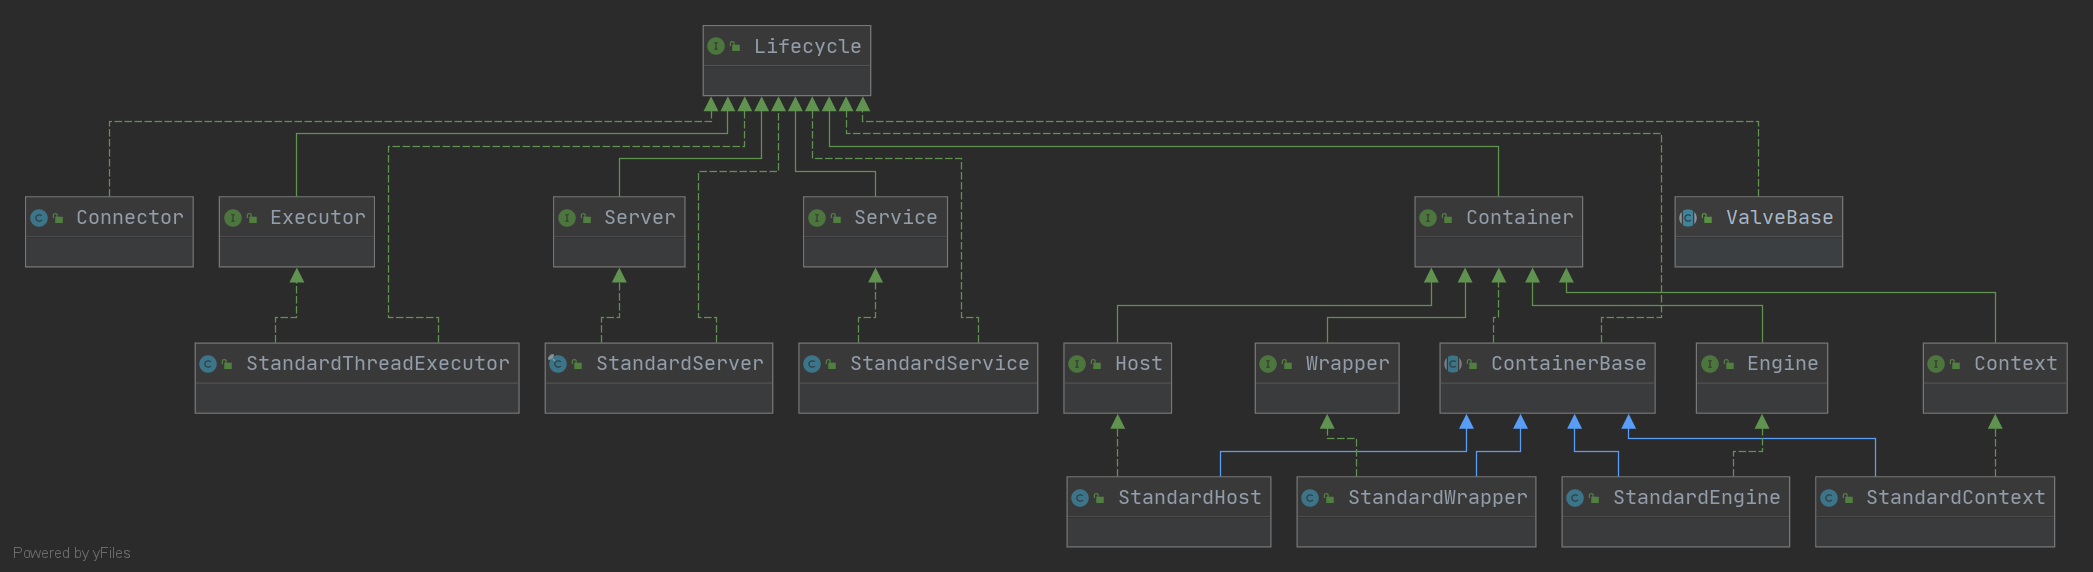 Lifecycle
Connector
Executor
Server
Service
Container
ValveBase
StandardThreadExecutor
StandardServer
StandardService
Host
Wrapper
ContainerBase
Engine
Context
StandardHost
StandardWrapper
StandardEngine
StandardContext
Powered by yFiles